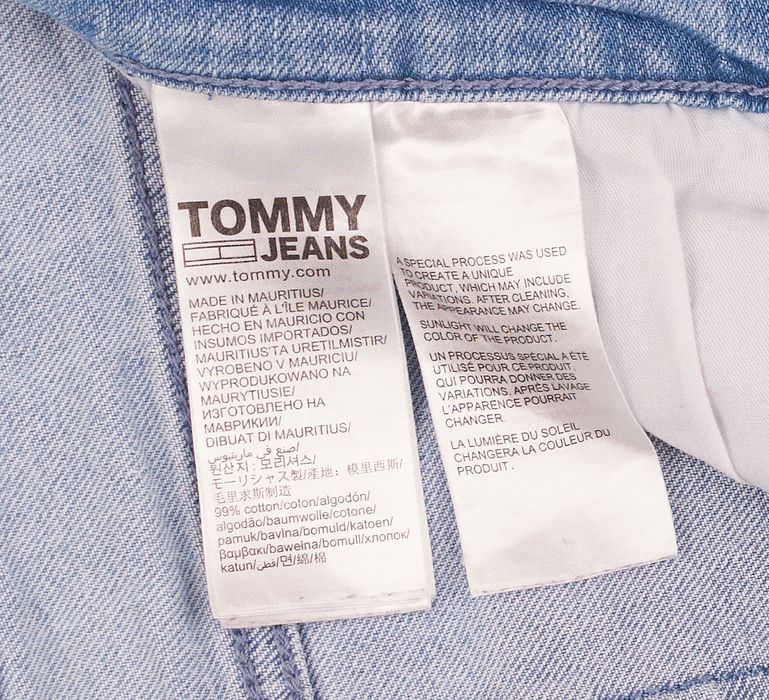 TOMMY
JEANS
www.tommy.com
MADE IN MAURITIUS/
FABRIQUÉ À L'ÎLE MAURICE/
HECHO EN MAURICIO CON
INSUMOS IMPORTADOS/
MAURITIUS'TA URETILMISTIR/
VYROBENO V MAURICIU/
WYPRODUKOWANO NA
MAURYTIUSIE/
ИЗГОТОВЛЕНО НА
МАВРИКИИ/
DIBUAT DI MAURITIUS/
صنع في ماريتيوس/
원산지: 모리셔스/
モーリシャス製/產地: 模里西斯/
毛里求斯制造
99% cotton/coton/algodón/
algodão/baumwolle/cotone/
pamuk/bavlna/bomuld/katoen/
βαμβακι/bawełna/bomull/хлопок/
katun/قطن/면/綿/棉
A SPECIAL PROCESS WAS USED
TO CREATE A UNIQUE
PRODUCT, WHICH MAY INCLUDE
VARIATIONS. AFTER CLEANING,
THE APPEARANCE MAY CHANGE.
SUNLIGHT WILL CHANGE THE
COLOR OF THE PRODUCT.
UN PROCESSUS SPÉCIAL A ÉTÉ
UTILISÉ POUR CE PRODUIT,
QUI POURRA DONNER DES
VARIATIONS. APRÈS LAVAGE
L'APPARENCE POURRAIT
CHANGER.
LA LUMIÈRE DU SOLEIL
CHANGERA LA COULEUR DU
PRODUIT.